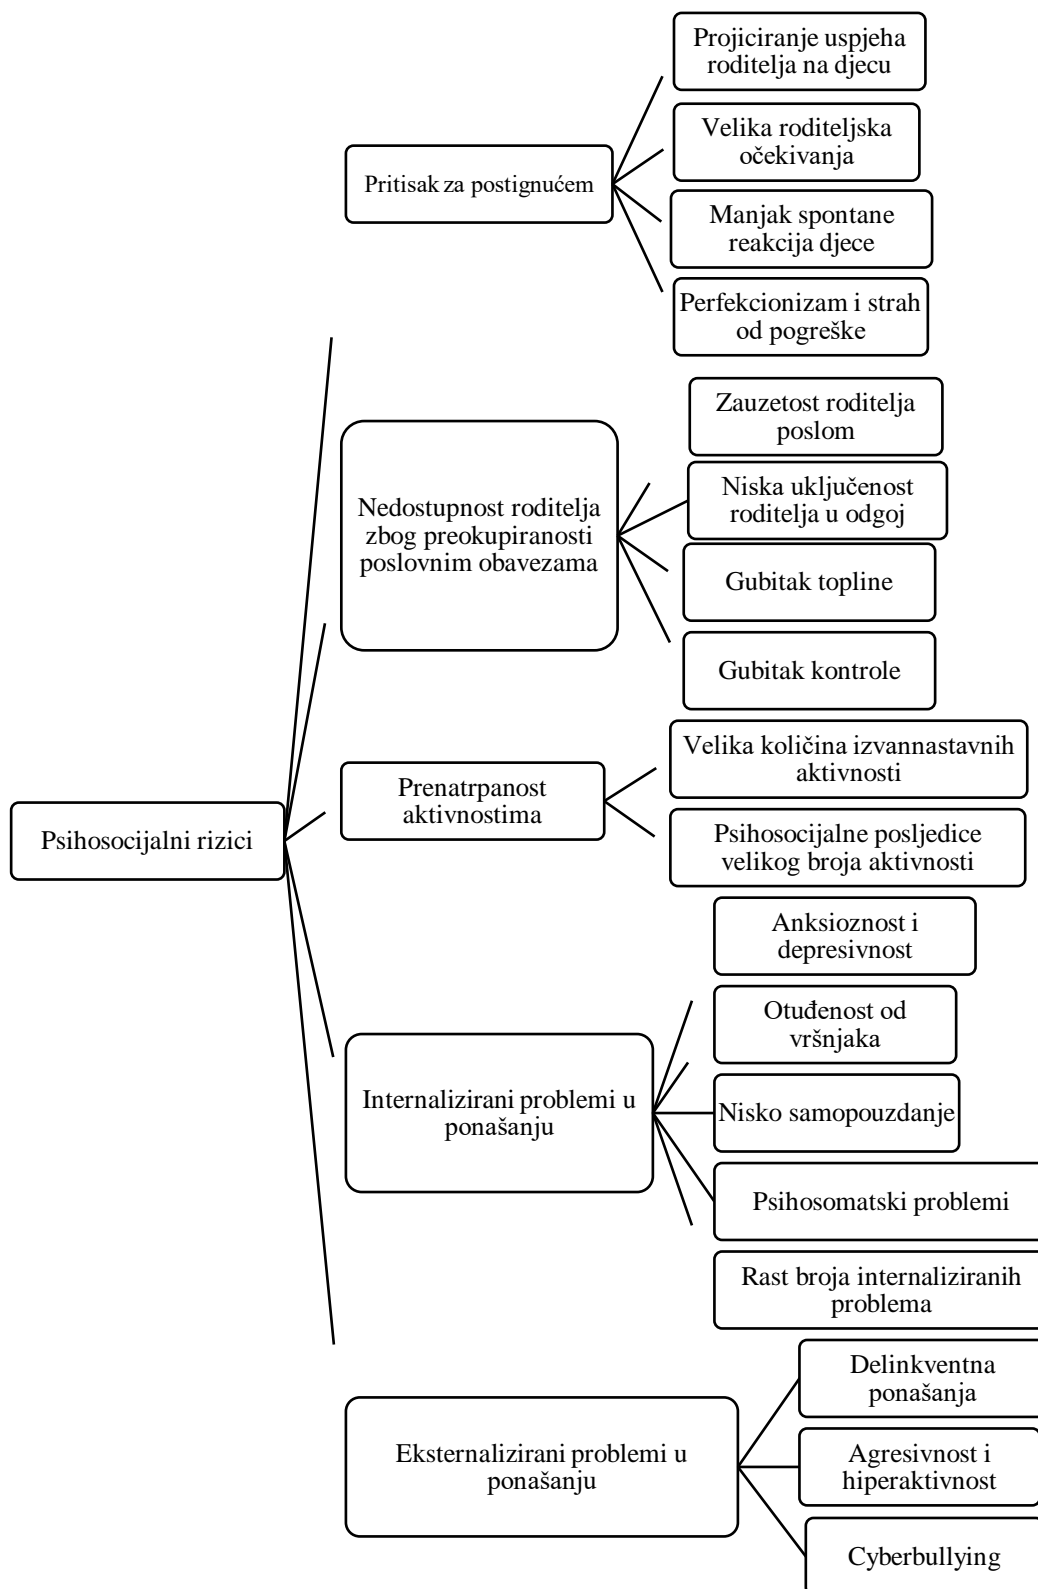 Projiciranje uspjeha
roditelja na djecu
Velika roditeljska
očekivanja
Pritisak za postignućem
Manjak spontane
reakcija djece
Perfekcionizam i strah
od pogreške
Zauzetost roditelja
poslom
Nedostupnost roditelja
zbog preokupiranosti
poslovnim obavezama
Niska uključenost
roditelja u odgoj
Gubitak topline
Gubitak kontrole
Velika količina izvannastavnih
aktivnosti
Prenatrpanost
aktivnostima
Psihosocijalni rizici
Psihosocijalne posljedice
velikog broja aktivnosti
Anksioznost i
depresivnost
Otuđenost od
vršnjaka
Internalizirani problemi u
ponašanju
Nisko samopouzdanje
Psihosomatski problemi
Rast broja internaliziranih
problema
Delinkventna
ponašanja
Eksternalizirani problemi u
ponašanju
Agresivnost i
hiperaktivnost
Cyberbullying